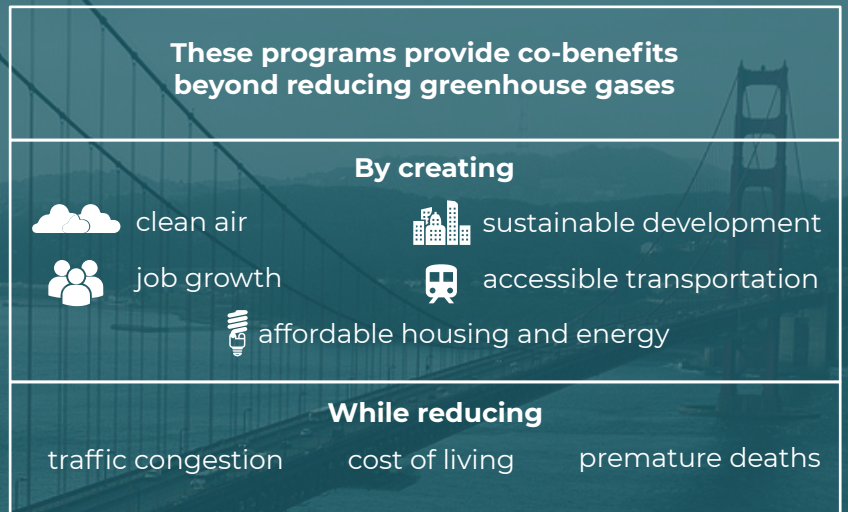 These programs provide co-benefits
beyond reducing greenhouse gases
By creating
clean air
sustainable development
job growth
accessible transportation
affordable housing and energy
While reducing
traffic congestion
cost of living
premature deaths